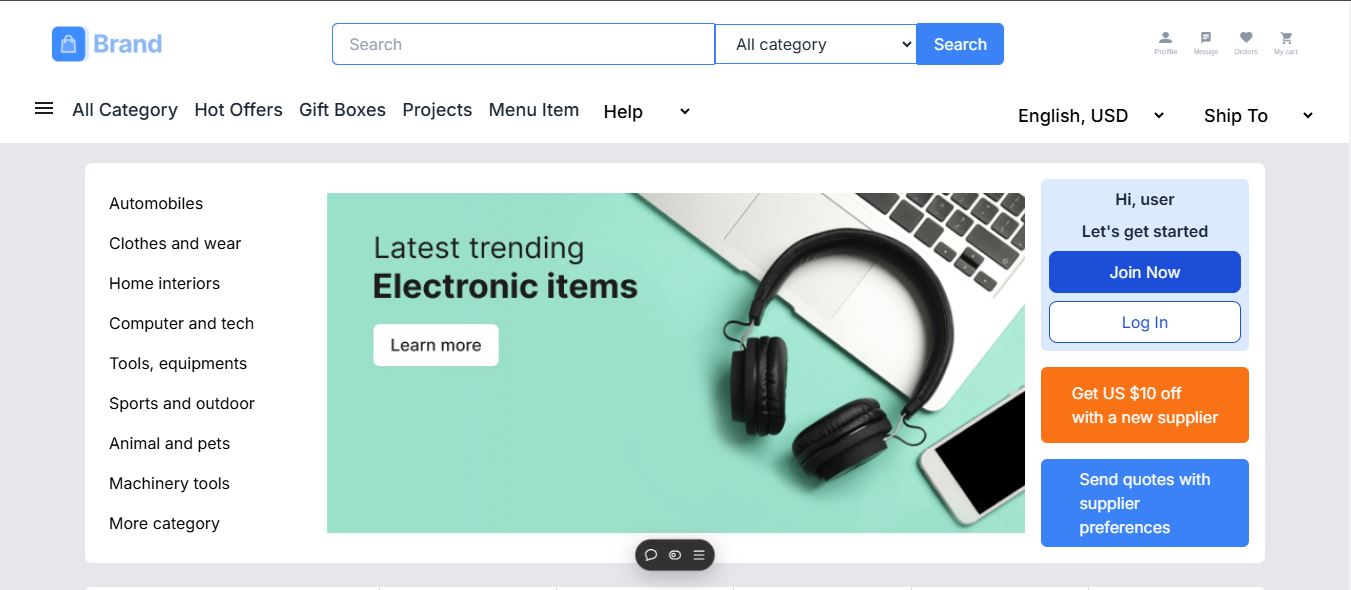 Brand
Search
All category
Search
Profile
Message
Orders
My cart
All Category
Hot Offers
Gift Boxes
Projects
Menu Item
Help
English, USD
Ship To
Automobiles
Clothes and wear
Home interiors
Computer and tech
Tools, equipments
Sports and outdoor
Animal and pets
Machinery tools
More category
Latest trending
Electronic items
Learn more
Hi, user
Let's get started
Join Now
Log In
Get US $10 off
with a new supplier
Send quotes with
supplier
preferences